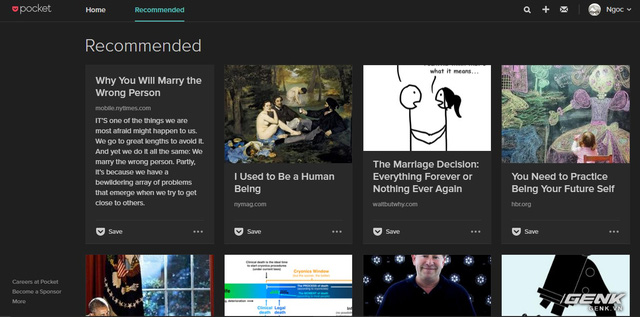 pocket Home Recommended Ngoc
Recommended
Why You Will Marry the
Wrong Person
mobile.nytimes.com
IT'S one of the things we are
most afraid might happen to us.
We go to great lengths to avoid it.
And yet we do it all the same: We
marry the wrong person. Partly,
it's because we have a
bewildering array of problems
that emerge when we try to get
close to others.
Save
I Used to Be a Human
Being
nymag.com
Save
what it means...
The Marriage Decision:
Everything Forever or
Nothing Ever Again
waitbutwhy.com
Save
You Need to Practice
Being Your Future Self
hbr.org
Save
Careers at Pocket
Become a Sponsor
More
Cryonics Window
Clinical
death
Legal
death
GENK
GENK.VN